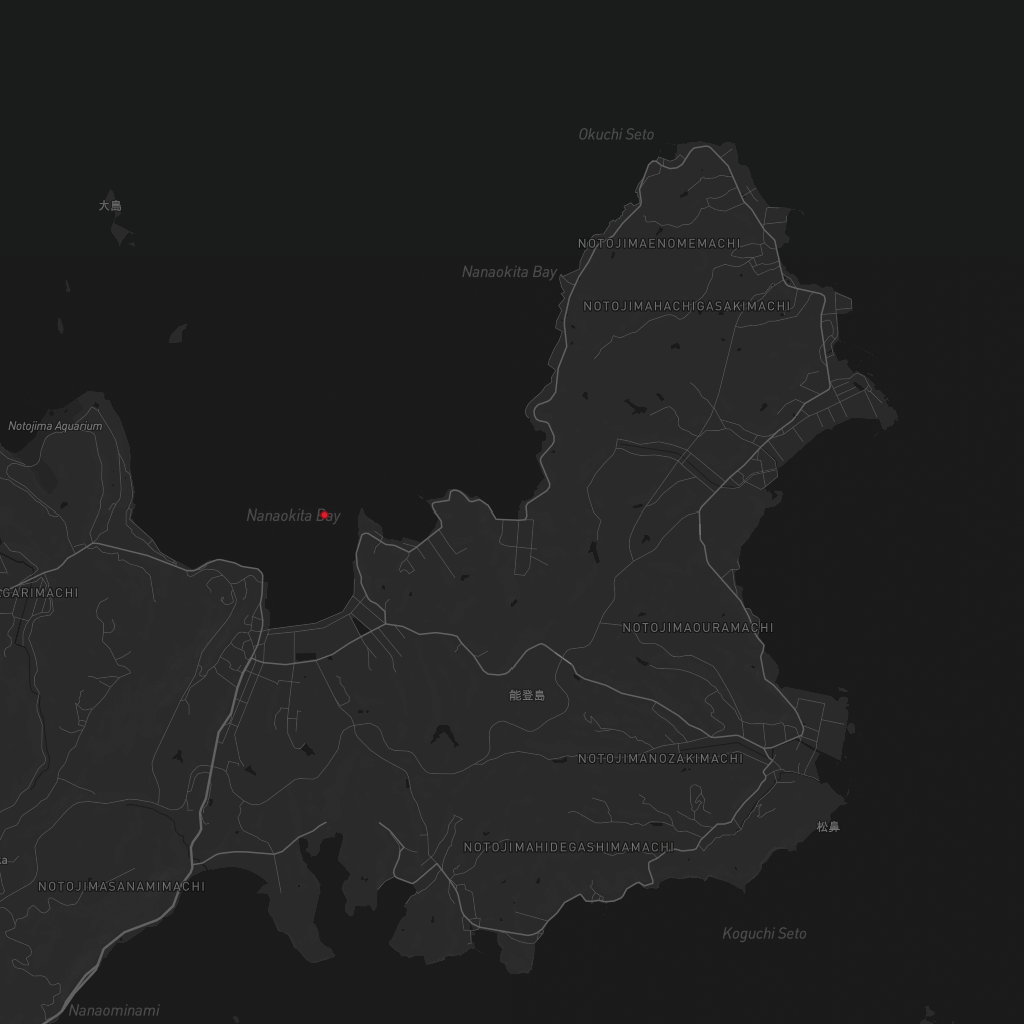 Okuchi Seto
大島
NOTOJIMAENOMEMACHI
Nanaokita Bay
NOTOJIMAHACHIGASAKIMACHI
Notojima Aquarium
Nanaokita Bay
GARIMACHI
NOTOJIMAOURAMACHI
能登島
NOTOJIMANOZAKIMACHI
松鼻
NOTOJIMAHIDEGASHIMAMACHI
a
NOTOJIMASANAMIMACHI
Koguchi Seto
Nanaominami